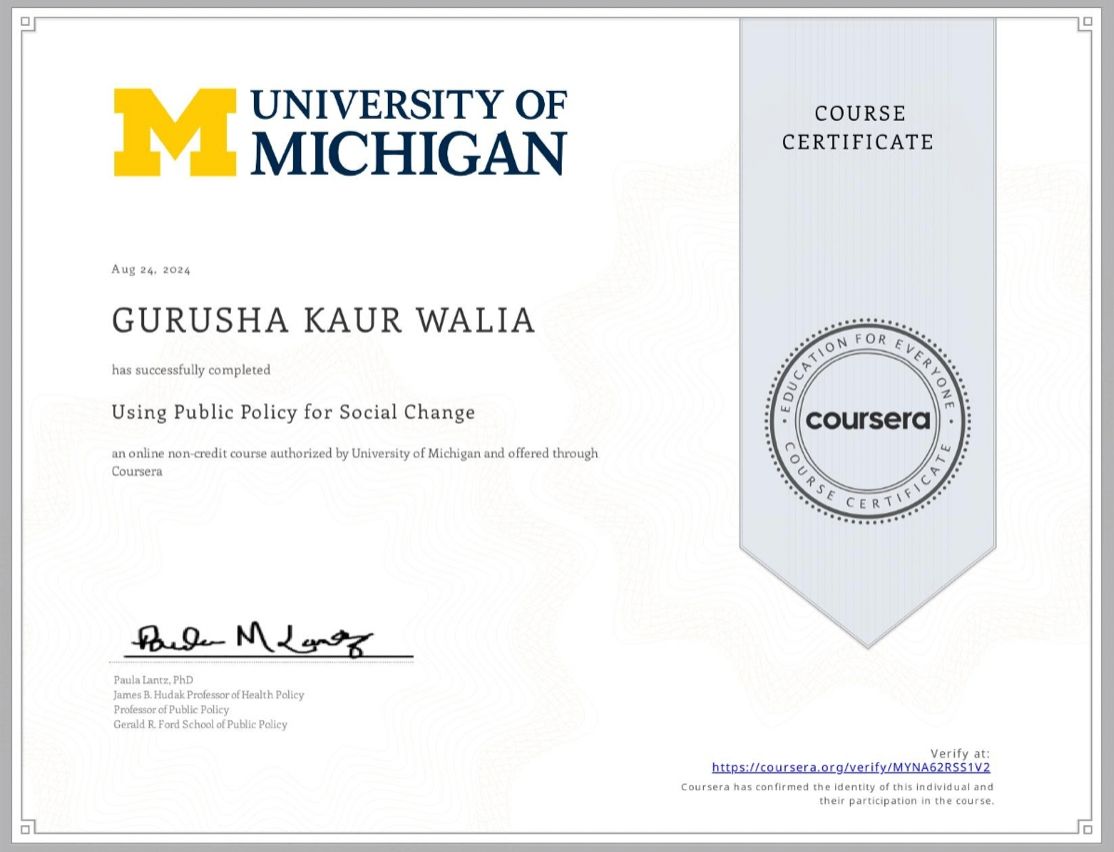 UNIVERSITY OF
MICHIGAN
COURSE
CERTIFICATE
Aug 24, 2024
GURUSHA KAUR WALIA
has successfully completed
Using Public Policy for Social Change
an online non-credit course authorized by University of Michigan and offered through
Coursera
EDUCATION FOR EVERYONE
coursera
COURSE CERTIFICATE
Paula M Lantz
Paula Lantz, PhD
James B. Hudak Professor of Health Policy
Professor of Public Policy
Gerald R. Ford School of Public Policy
Verify at:
https://coursera.org/verify/MYNA62RSS1V2
Coursera has confirmed the identity of this individual and
their participation in the course.